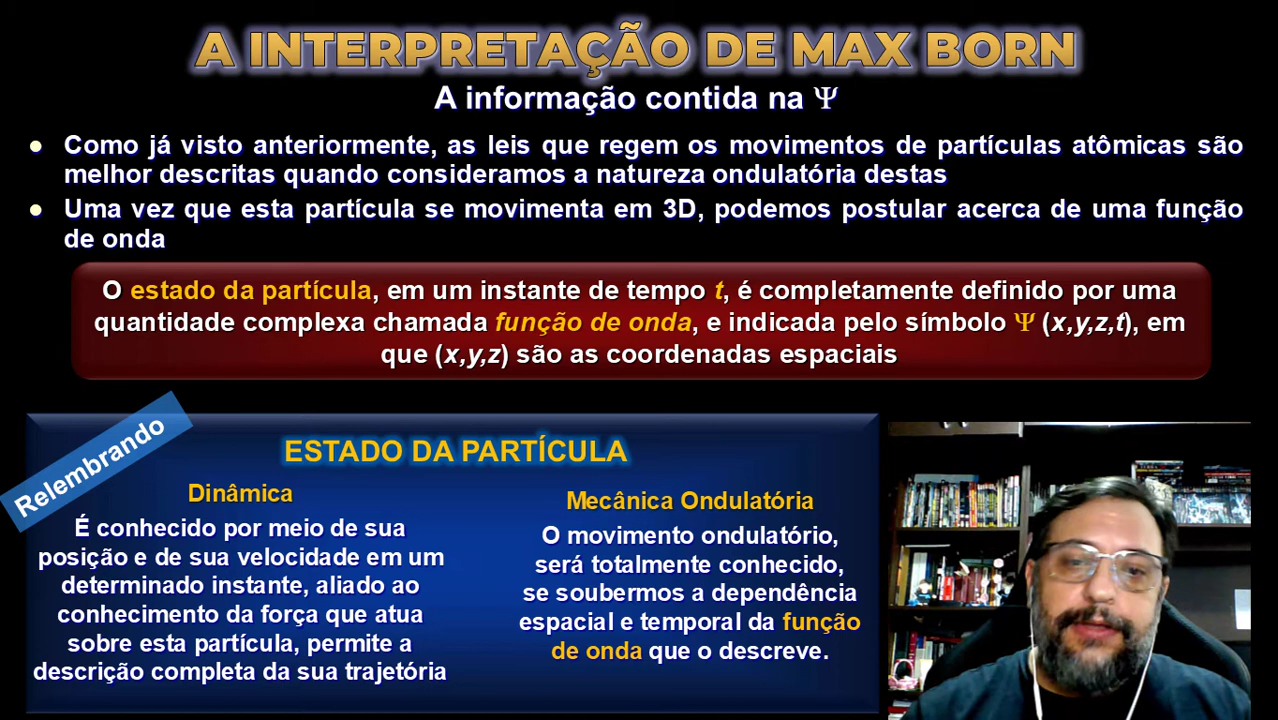 A INTERPRETAÇÃO DE MAX BORN
A informação contida na Ψ
● Como já visto anteriormente, as leis que regem os movimentos de partículas atômicas são
melhor descritas quando consideramos a natureza ondulatória destas
● Uma vez que esta partícula se movimenta em 3D, podemos postular acerca de uma função
de onda
O estado da partícula, em um instante de tempo t, é completamente definido por uma
quantidade complexa chamada função de onda, e indicada pelo símbolo Ψ (x,y,z,t), em
que (x,y,z) são as coordenadas espaciais
Relembrando
ESTADO DA PARTÍCULA
Dinâmica
É conhecido por meio de sua
posição e de sua velocidade em um
determinado instante, aliado ao
conhecimento da força que atua
sobre esta partícula, permite a
descrição completa da sua trajetória
Mecânica Ondulatória
O movimento ondulatório,
será totalmente conhecido,
se soubermos a dependência
espacial e temporal da função
de onda que o descreve.